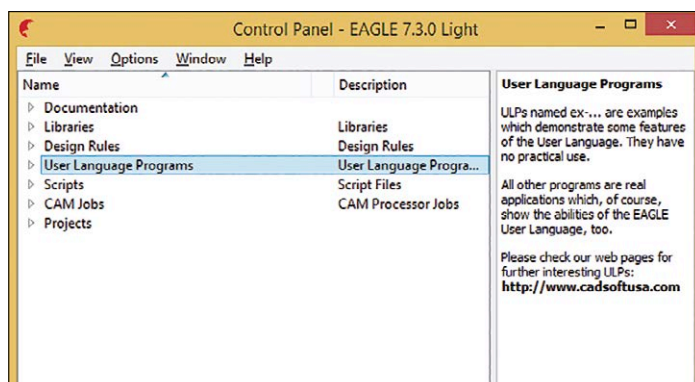 Control Panel - EAGLE 7.3.0 Light
File View Options Window Help
Name Description
Documentation
Libraries Libraries
Design Rules Design Rules
User Language Programs User Language Progra...
Scripts Script Files
CAM Jobs CAM Processor Jobs
Projects
User Language Programs
ULPs named ex-... are examples
which demonstrate some features
of the User Language. They have
no practical use.
All other programs are real
applications which, of course,
show the abilities of the EAGLE
User Language, too.
Please check our web pages for
further interesting ULPs:
http://www.cadsoftusa.com